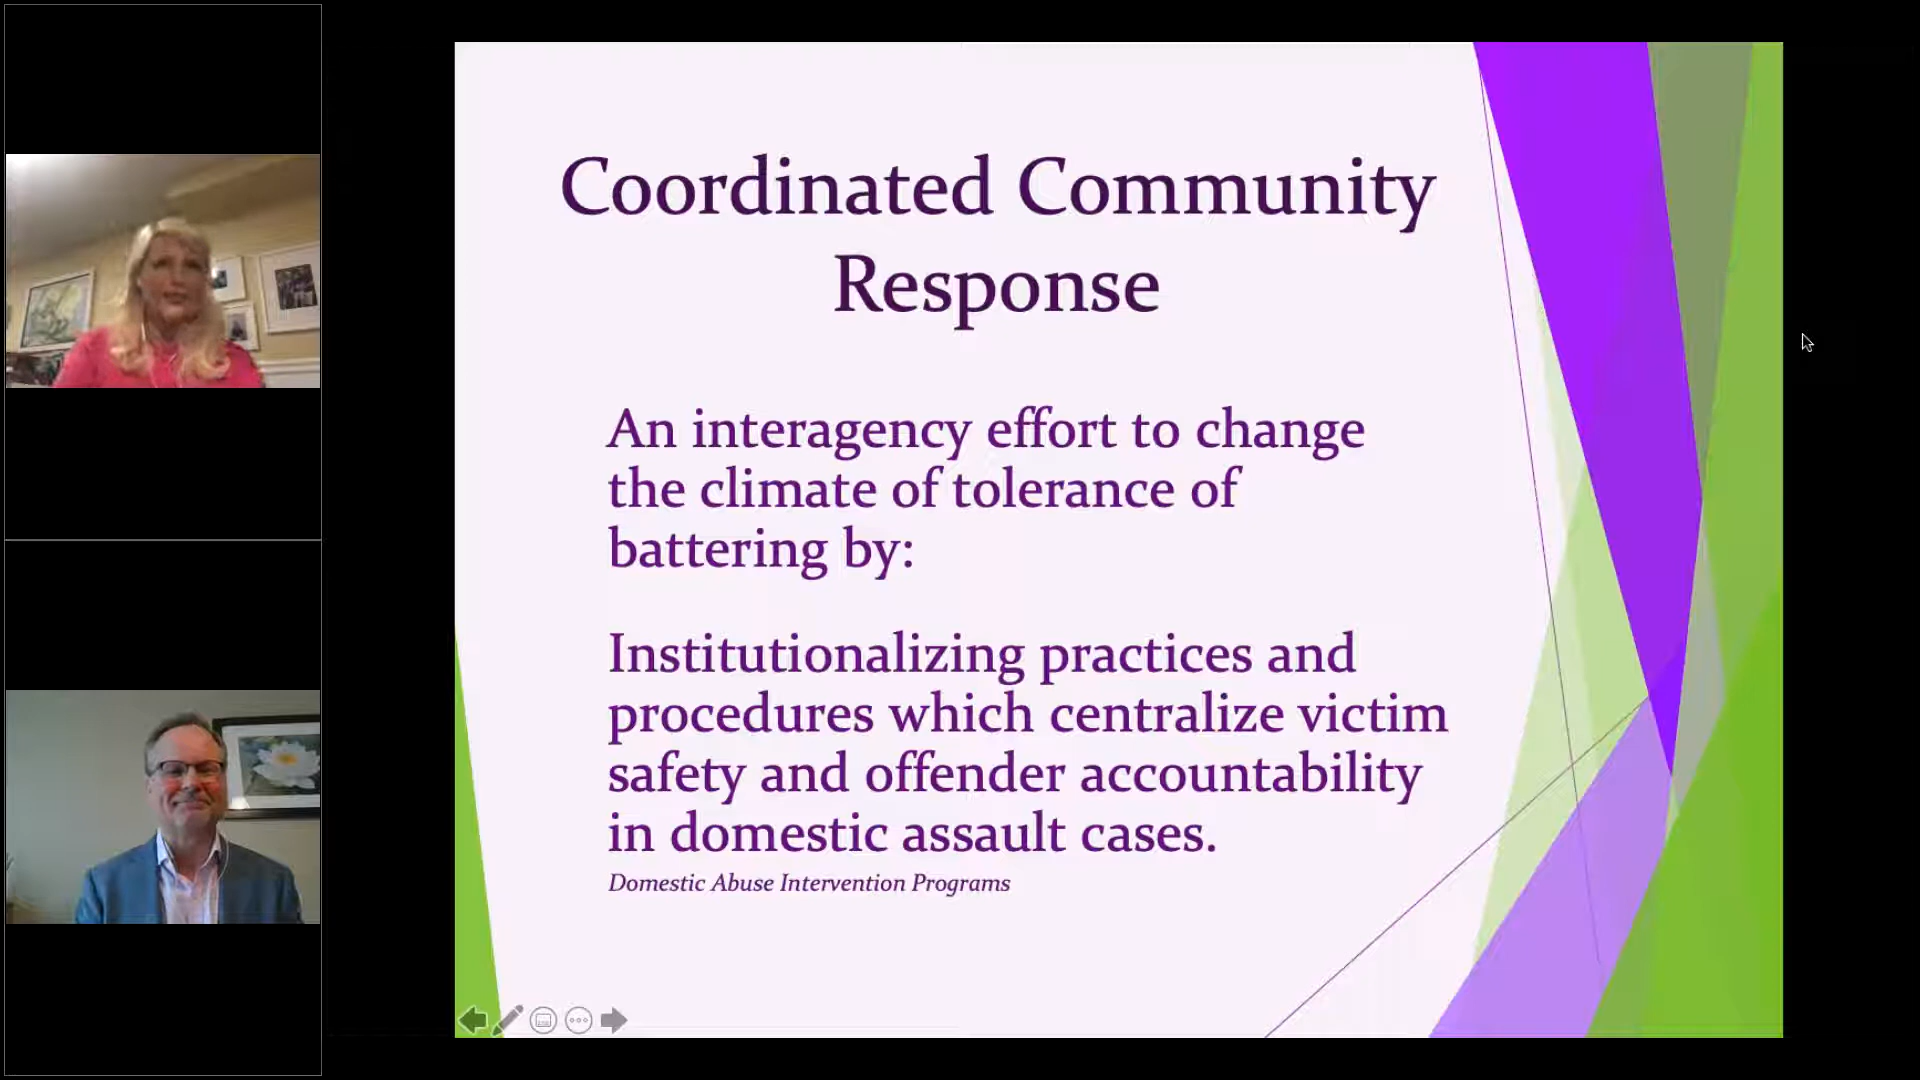 Coordinated Community
Response
An interagency effort to change
the climate of tolerance of
battering by:
Institutionalizing practices and
procedures which centralize victim
safety and offender accountability
in domestic assault cases.
Domestic Abuse Intervention Programs